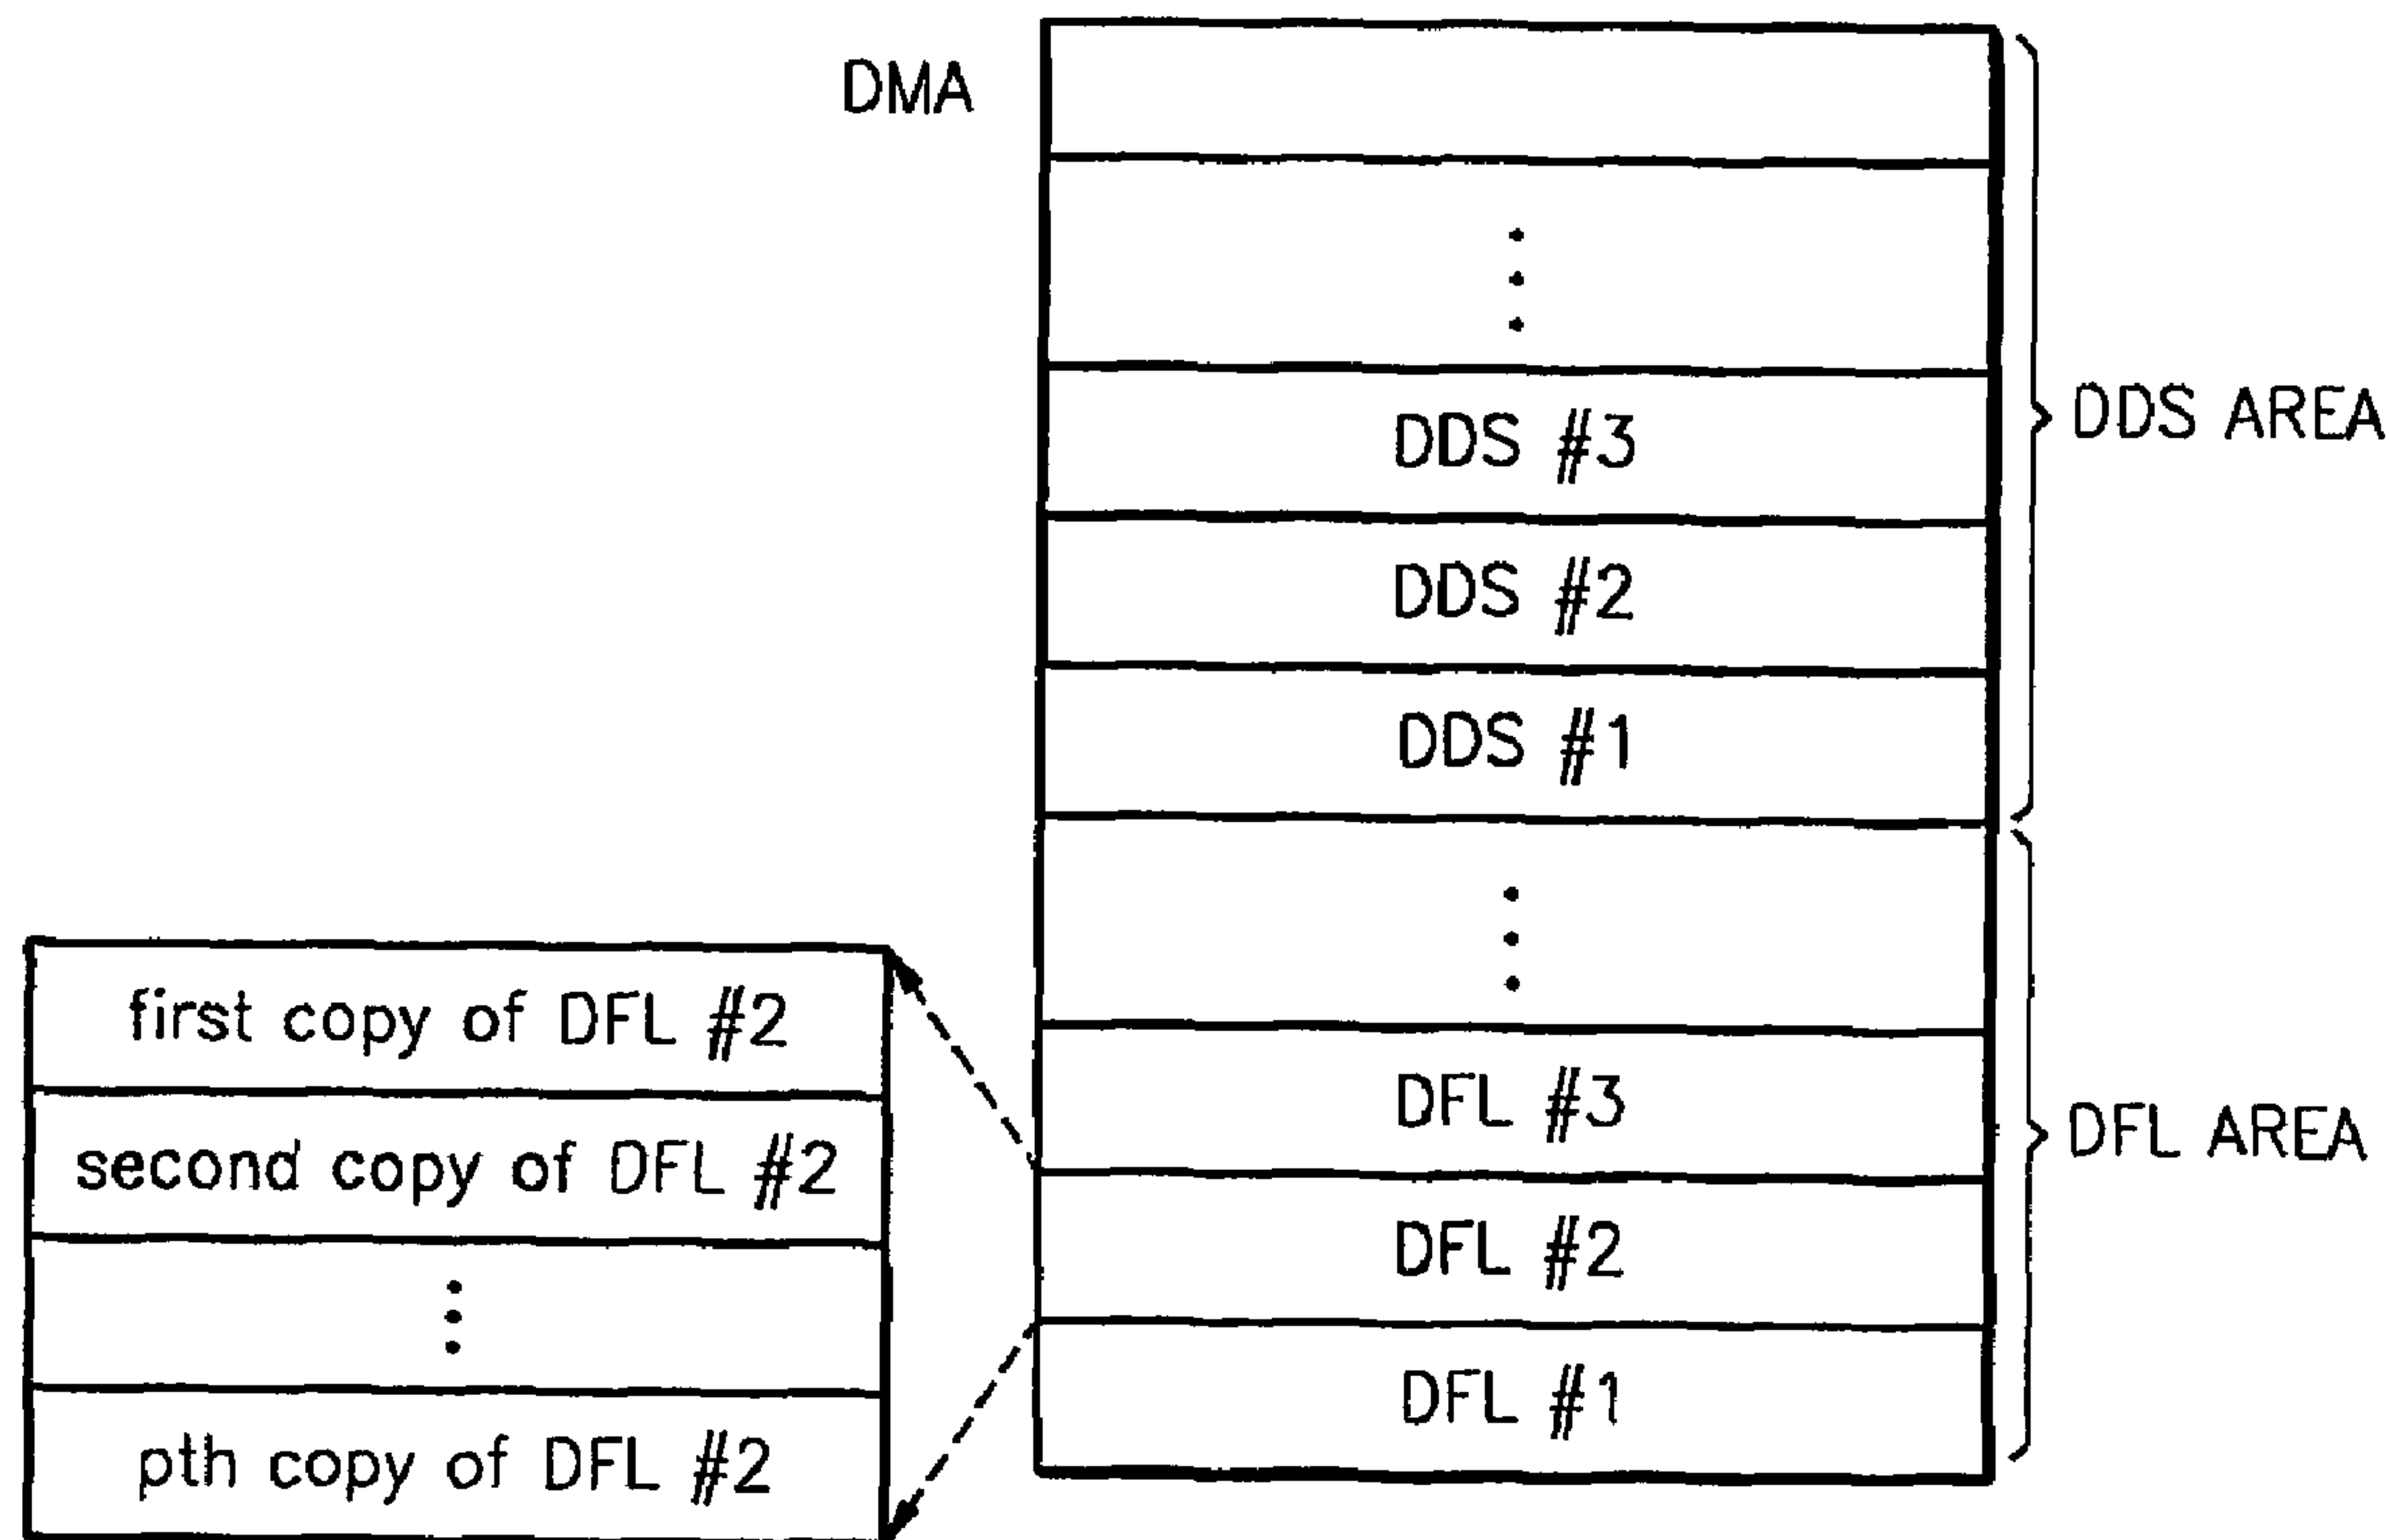 DMA
DDS #3
DDS AREA
DDS #2
DDS #1
first copy of DFL #2
second copy of DFL #2
pth copy of DFL #2
DFL #3
DFL AREA
DFL #2
DFL #1